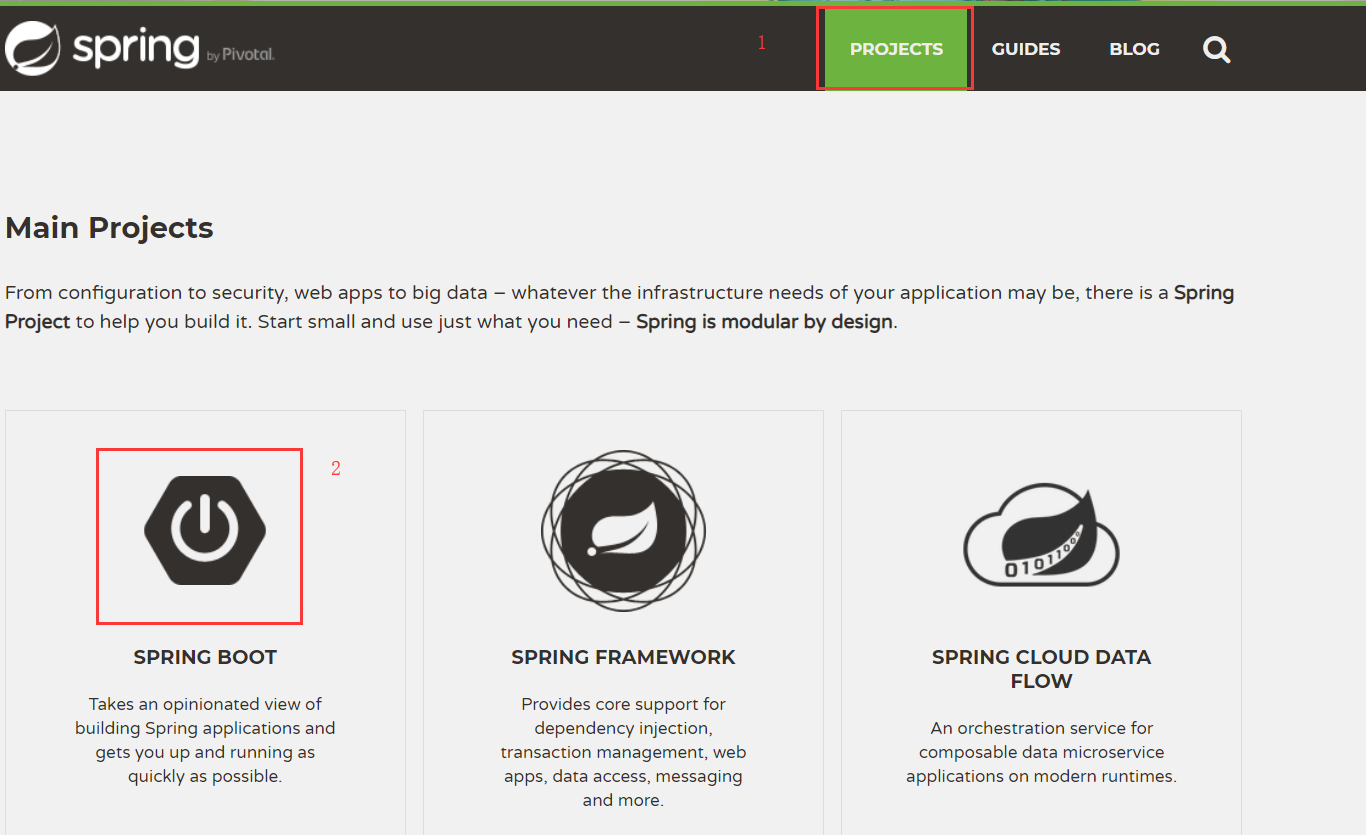 spring by Pivotal.
1
PROJECTS GUIDES BLOG
Main Projects
From configuration to security, web apps to big data – whatever the infrastructure needs of your application may be, there is a Spring
Project to help you build it. Start small and use just what you need – Spring is modular by design.
2
SPRING BOOT
Takes an opinionated view of
building Spring applications and
gets you up and running as
quickly as possible.
SPRING FRAMEWORK
Provides core support for
dependency injection,
transaction management, web
apps, data access, messaging
and more.
01011000
SPRING CLOUD DATA
FLOW
An orchestration service for
composable data microservice
applications on modern runtimes.